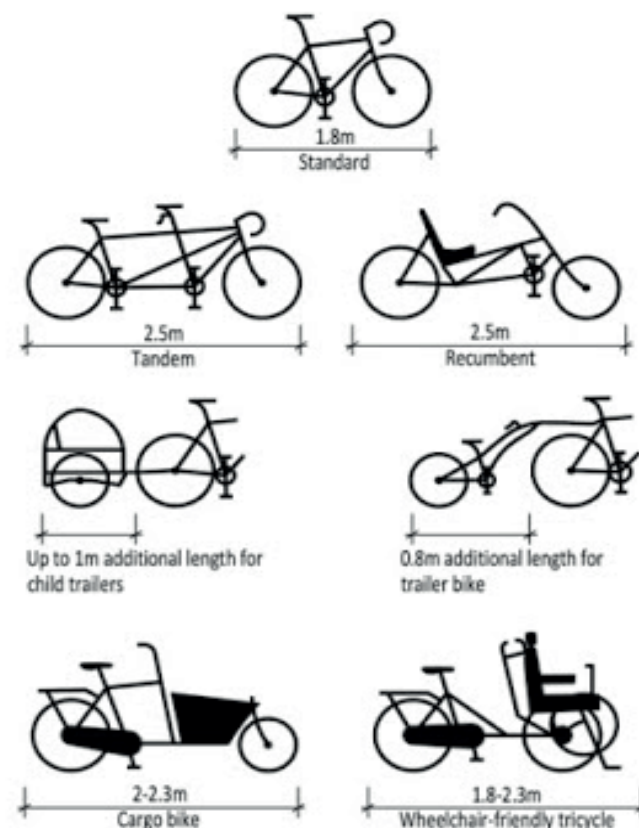 1.8m
Standard
2.5m
Tandem
2.5m
Recumbent
Up to 1m additional length for
child trailers
0.8m additional length for
trailer bike
2-2.3m
Cargo bike
1.8-2.3m
Wheelchair-friendly tricycle